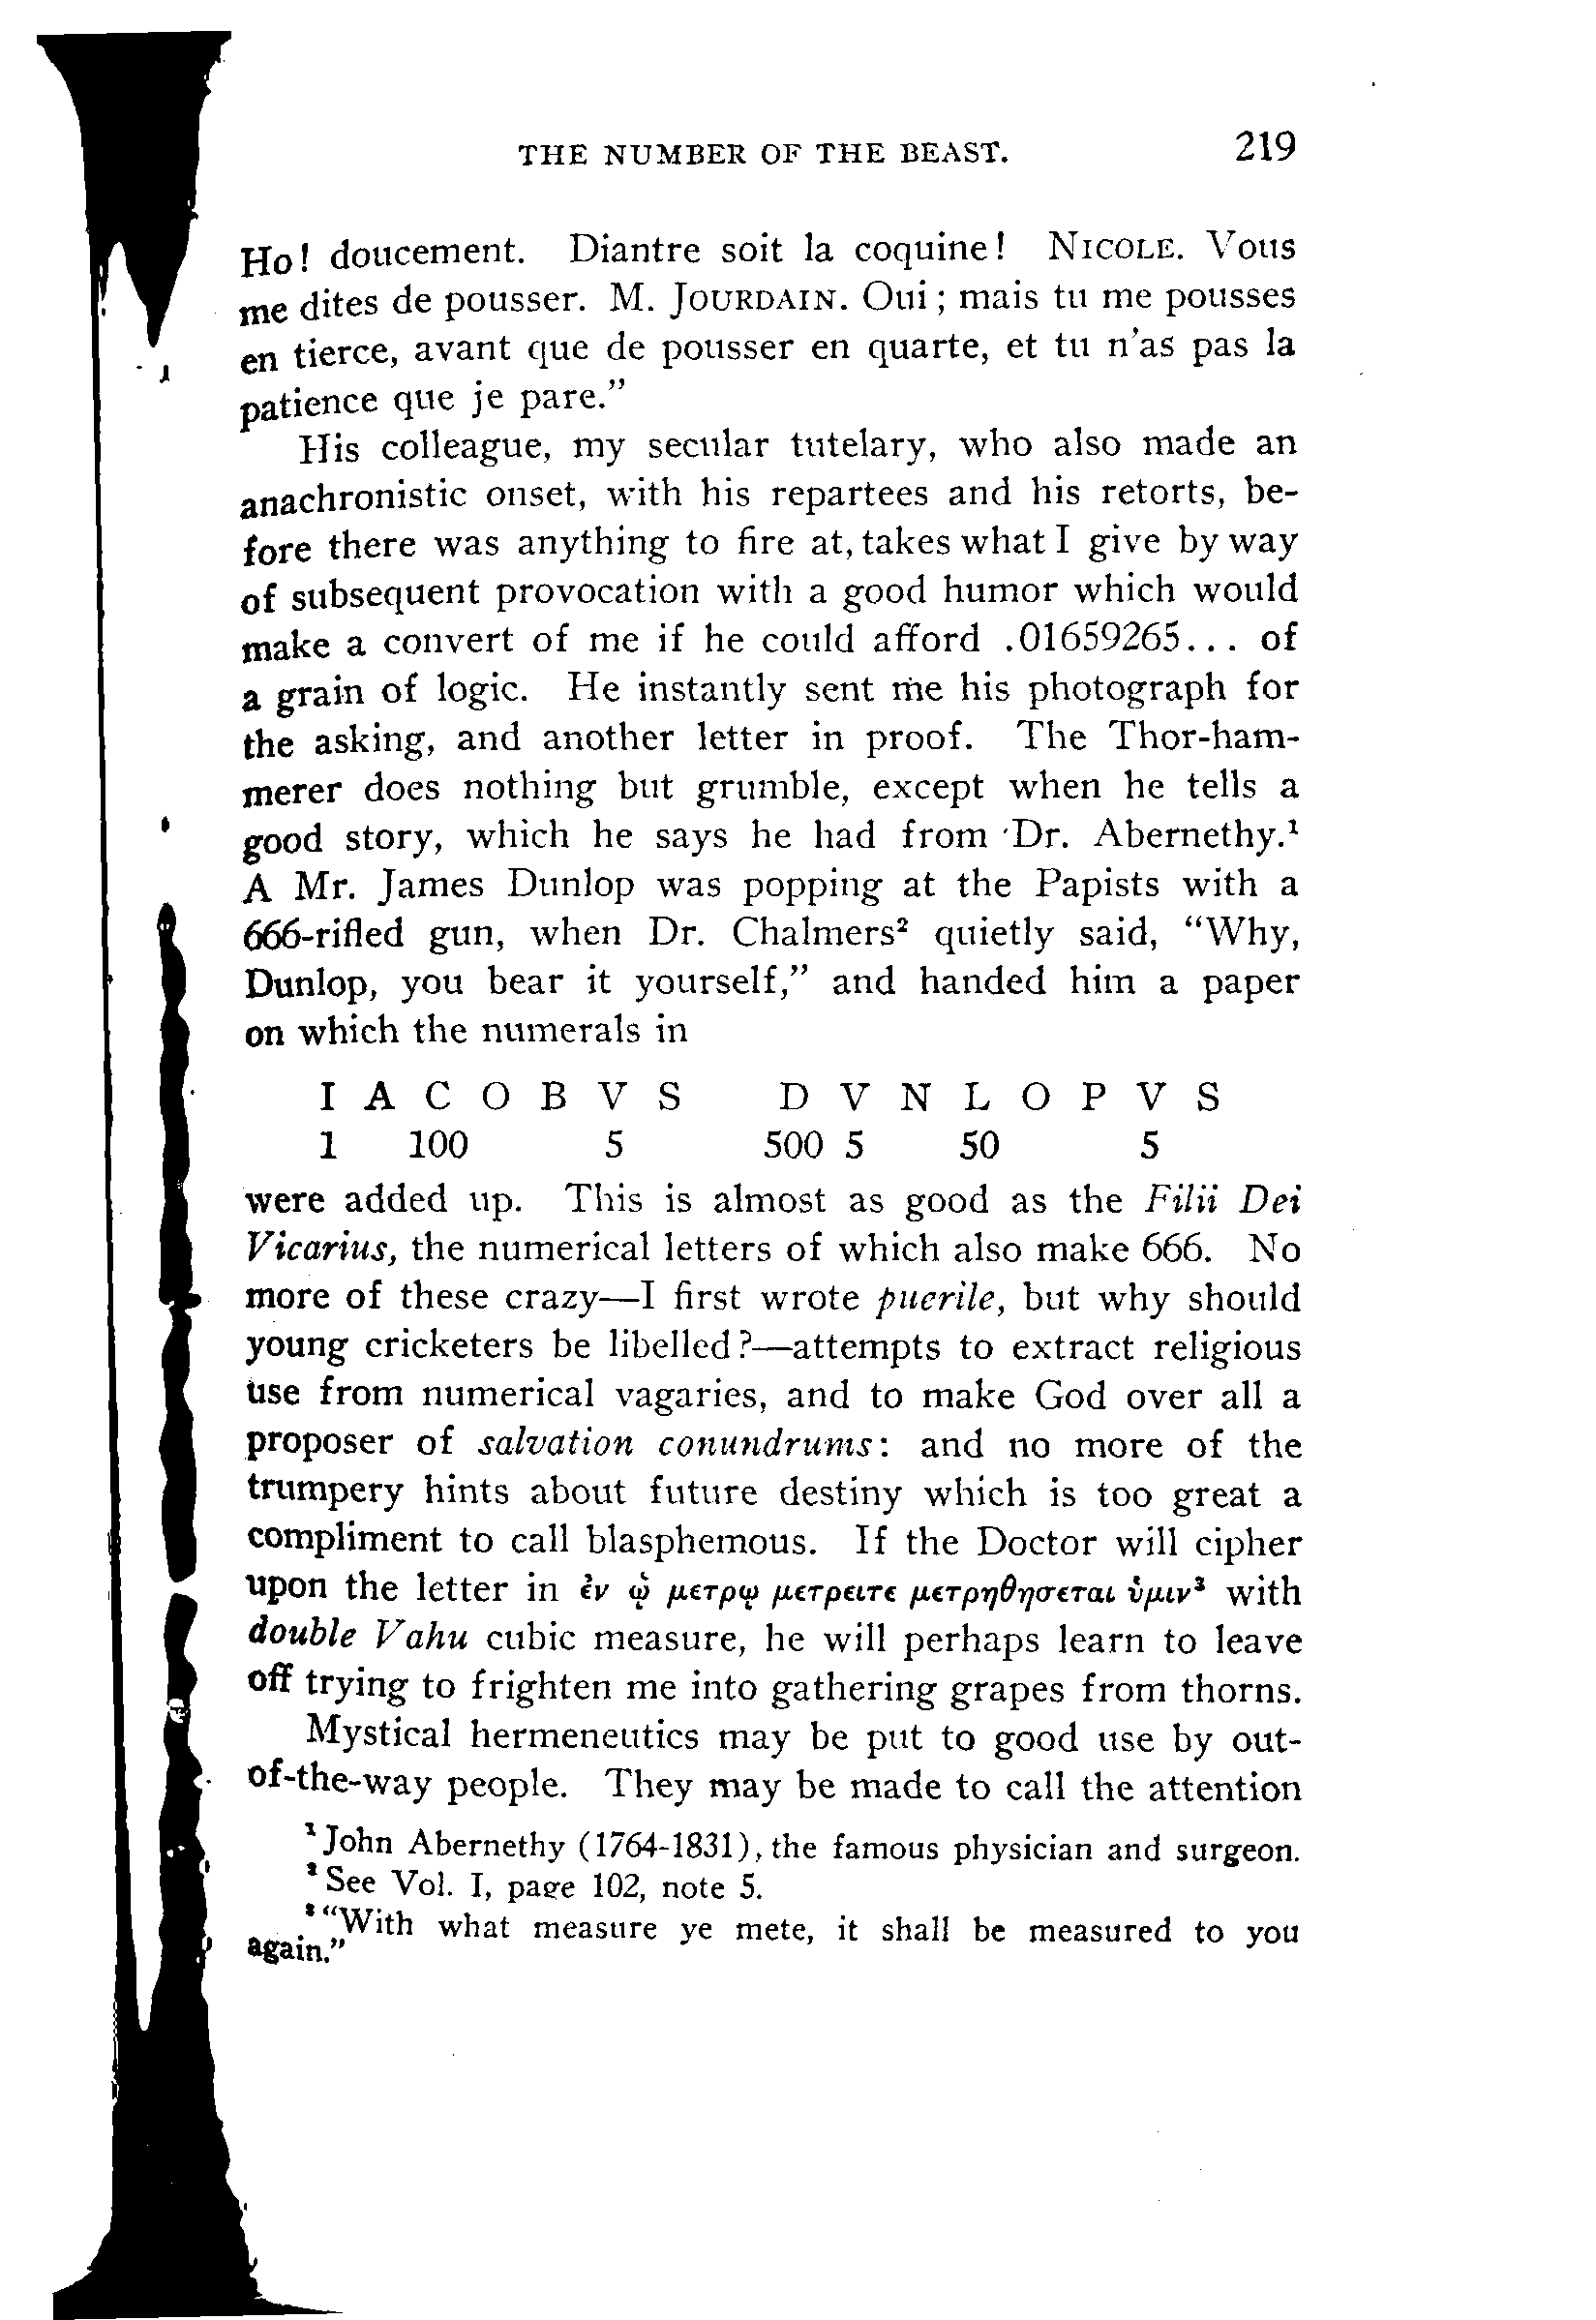 THE NUMBER OF THE BEAST. 219
Ho! doucement. Diantre soit la coquine! NICOLE. Vous
me dites de pousser. M. JOURDAIN. Oui; mais tu me pousses
en tierce, avant que de pousser en quarte, et tu n'as pas la
patience que je pare."
His colleague, my secular tutelary, who also made an
anachronistic onset, with his repartees and his retorts, be-
fore there was anything to fire at, takes what I give by way
of subsequent provocation with a good humor which would
make a convert of me if he could afford .01659265... of
a grain of logic. He instantly sent me his photograph for
the asking, and another letter in proof. The Thor-ham-
merer does nothing but grumble, except when he tells a
good story, which he says he had from Dr. Abernethy.¹
A Mr. James Dunlop was popping at the Papists with a
666-rifled gun, when Dr. Chalmers² quietly said, "Why,
Dunlop, you bear it yourself," and handed him a paper
on which the numerals in
I A C O B V S D V N L O P V S
1 100 5 500 5 50 5
were added up. This is almost as good as the Filii Dei
Vicarius, the numerical letters of which also make 666. No
more of these crazy—I first wrote puerile, but why should
young cricketers be libelled?—attempts to extract religious
use from numerical vagaries, and to make God over all a
proposer of salvation conundrums: and no more of the
trumpery hints about future destiny which is too great a
compliment to call blasphemous. If the Doctor will cipher
upon the letter in ἐν ᾧ μετρῳ μετρειτε μετρηθησεται ὑμιν³ with
double Vahu cubic measure, he will perhaps learn to leave
off trying to frighten me into gathering grapes from thorns.
Mystical hermeneutics may be put to good use by out-
of-the-way people. They may be made to call the attention
¹ John Abernethy (1764-1831), the famous physician and surgeon.
² See Vol. I, page 102, note 5.
³ "With what measure ye mete, it shall be measured to you
again."